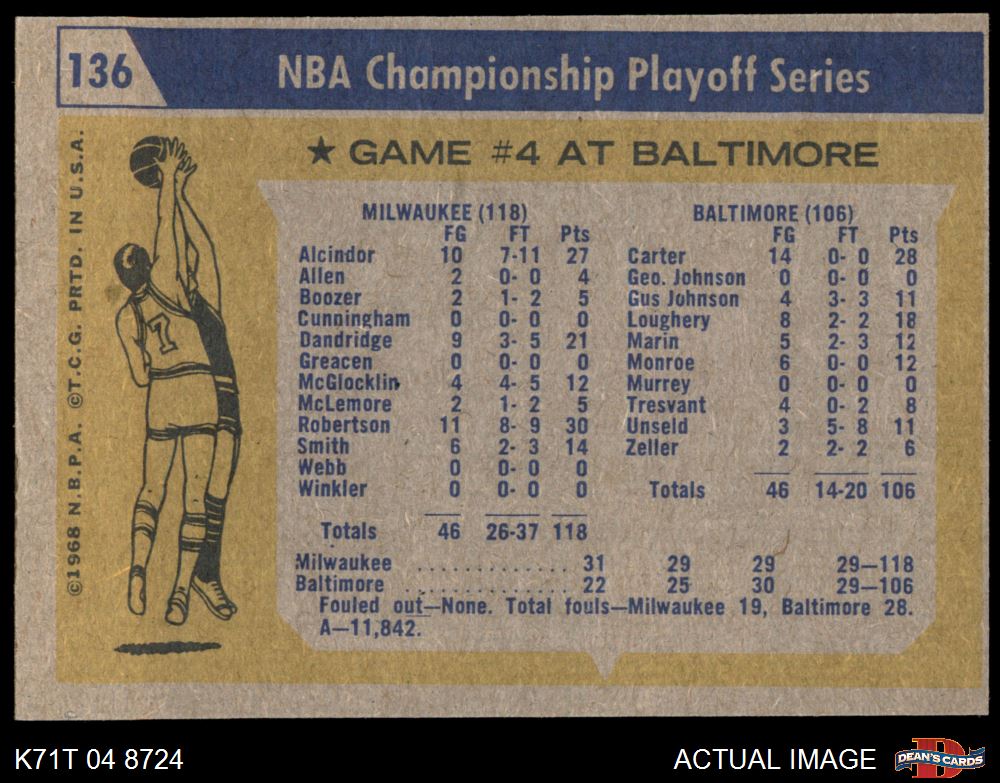 136
NBA Championship Playoff Series
★ GAME #4 AT BALTIMORE
©1968 N.B.P.A. ©T.C.G. PRTD. IN U.S.A.
1
MILWAUKEE (118)
FG FT Pts
Alcindor 10 7-11 27
Allen 2 0- 0 4
Boozer 2 1- 2 5
Cunningham 0 0- 0 0
Dandridge 9 3- 5 21
Greacen 0 0- 0 0
McGlocklin 4 4- 5 12
McLemore 2 1- 2 5
Robertson 11 8- 9 30
Smith 6 2- 3 14
Webb 0 0- 0 0
Winkler 0 0- 0 0
Totals 46 26-37 118
BALTIMORE (106)
FG FT Pts
Carter 14 0- 0 28
Geo. Johnson 0 0- 0 0
Gus Johnson 4 3- 3 11
Loughery 8 2- 2 18
Marin 5 2- 3 12
Monroe 6 0- 0 12
Murrey 0 0- 0 0
Tresvant 4 0- 2 8
Unseld 3 5- 8 11
Zeller 2 2- 2 6
Totals 46 14-20 106
Milwaukee ............. 31 29 29 29—118
Baltimore .............. 22 25 30 29—106
Fouled out—None. Total fouls—Milwaukee 19, Baltimore 28.
A—11,842.
K71T 04 8724
ACTUAL IMAGE
D
DEAN'S CARDS